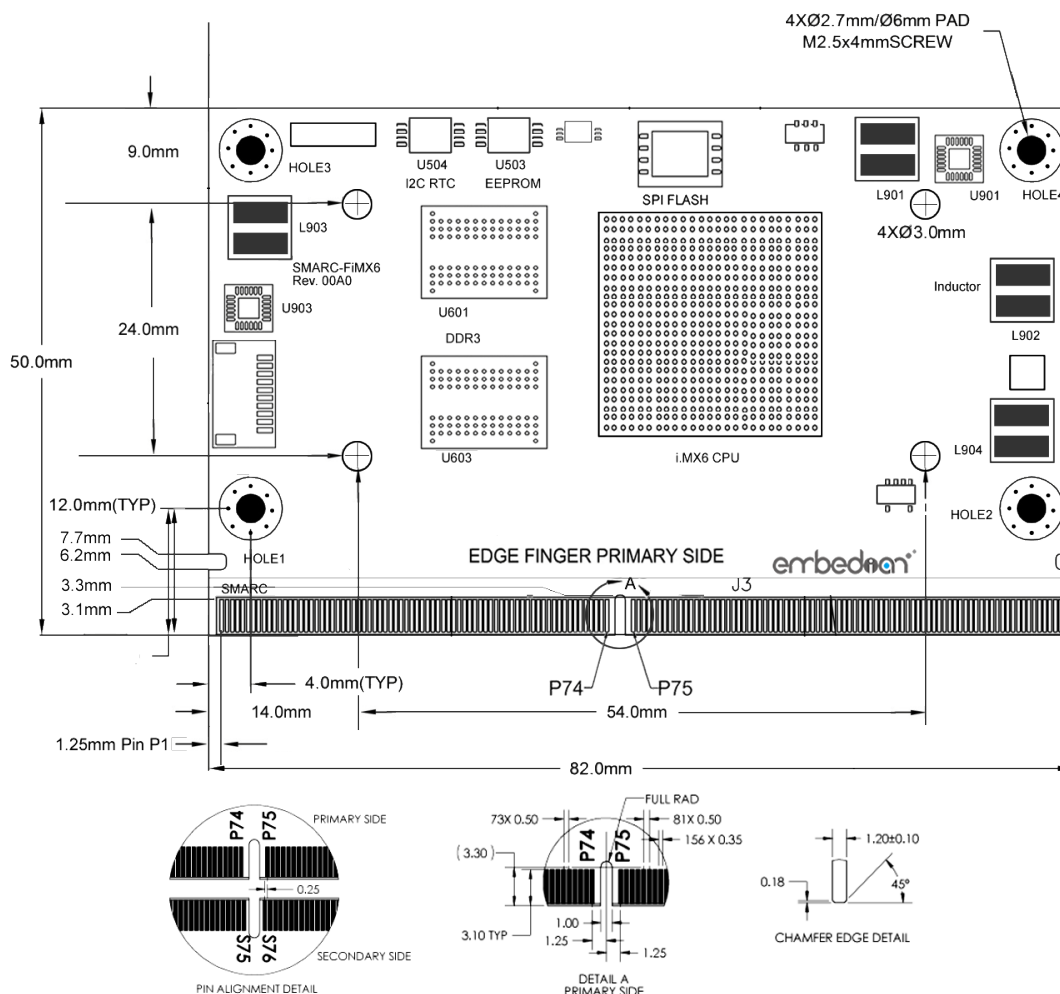 4XØ2.7mm/Ø6mm PAD
M2.5x4mmSCREW
9.0mm
HOLE3
U504
I2C RTC
U503
EEPROM
SPI FLASH
L901
U901
HOLE4
4XØ3.0mm
L903
SMARC-FiMX6
Rev. 00A0
U903
U601
DDR3
Inductor
L902
24.0mm
50.0mm
U603
i.MX6 CPU
L904
12.0mm(TYP)
HOLE2
7.7mm
6.2mm
HOLE1
EDGE FINGER PRIMARY SIDE
embedian
3.3mm
SMARC
A
J3
3.1mm
P74
P75
4.0mm(TYP)
14.0mm
54.0mm
1.25mm Pin P1
82.0mm
P74
P75
PRIMARY SIDE
0.25
S75
S76
SECONDARY SIDE
PIN ALIGNMENT DETAIL
FULL RAD
73X 0.50
81X 0.50
P74
P75
156 X 0.35
( 3.30 )
3.10 TYP
1.00
1.25
1.25
DETAIL A
PRIMARY SIDE
1.20±0.10
0.18
45°
CHAMFER EDGE DETAIL